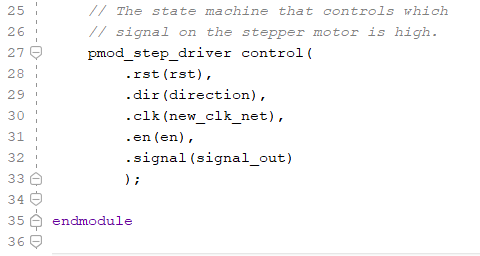 25 // The state machine that controls which
26 // signal on the stepper motor is high.
27 pmod_step_driver control(
28 .rst(rst),
29 .dir(direction),
30 .clk(new_clk_net),
31 .en(en),
32 .signal(signal_out)
33 );
34
35 endmodule
36